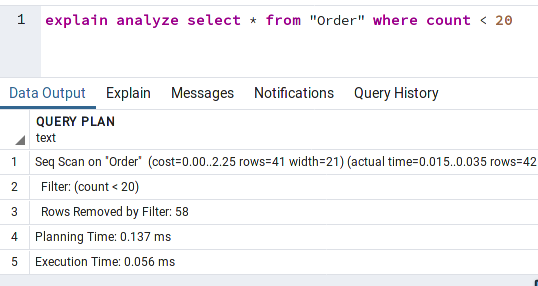 1 explain analyze select * from "Order" where count < 20
Data Output Explain Messages Notifications Query History
QUERY PLAN
text
1 Seq Scan on "Order" (cost=0.00..2.25 rows=41 width=21) (actual time=0.015..0.035 rows=42
2 Filter: (count < 20)
3 Rows Removed by Filter: 58
4 Planning Time: 0.137 ms
5 Execution Time: 0.056 ms